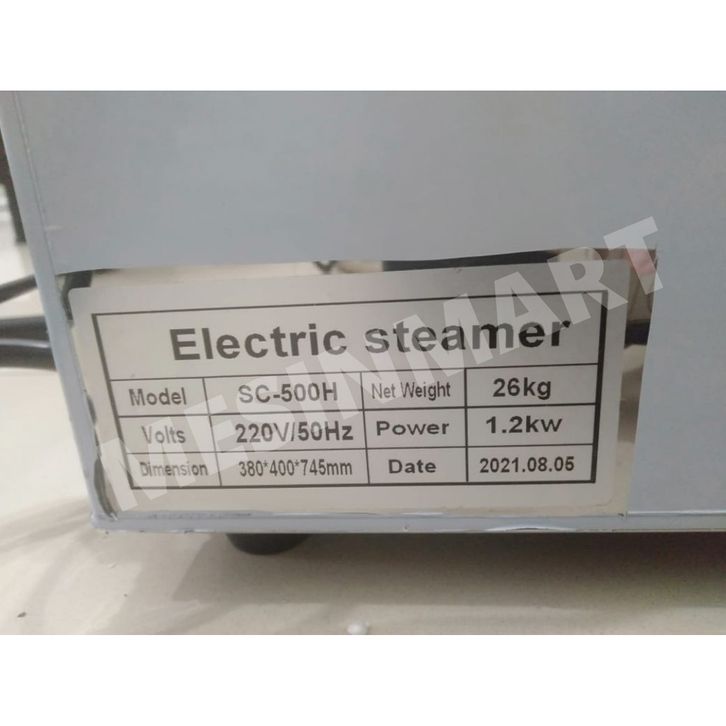 Electric steamer
Model SC-500H Net Weight 26kg
Volts 220V/50Hz Power 1.2kw
Dimension 380*400*745mm Date 2021.08.05
MESINMART